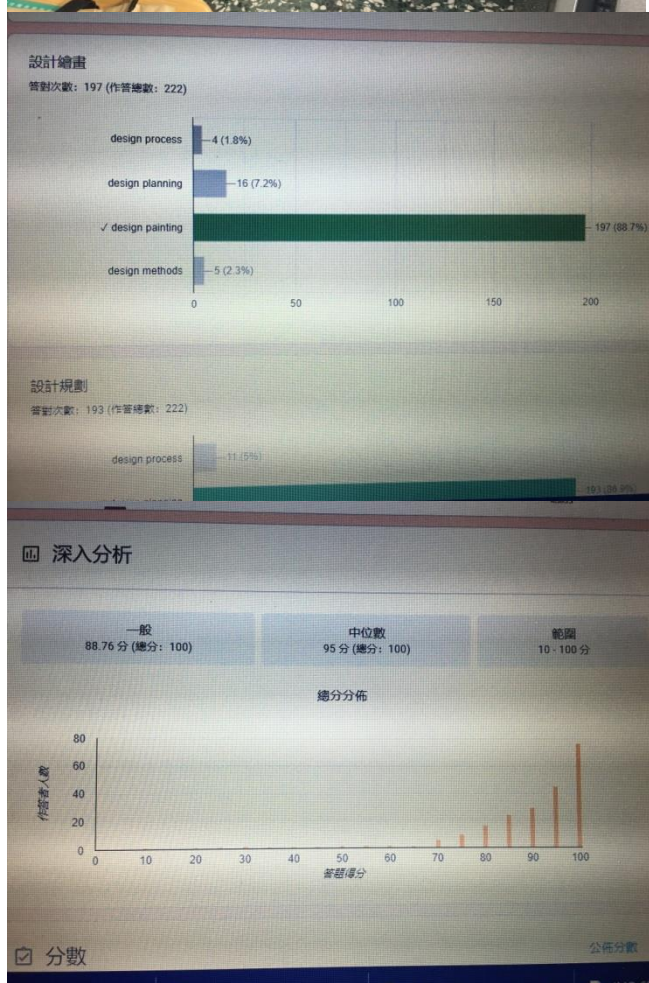 設計繪畫
答對次數：197 (作答總數：222)
design process
4 (1.8%)
design planning
16 (7.2%)
✓ design painting
197 (88.7%)
design methods
5 (2.3%)
0 50 100 150 200
設計規劃
答對次數：193 (作答總數：222)
design process
11 (5%)
深入分析
一般
88.76 分 (總分：100)
中位數
95 分 (總分：100)
範圍
10 - 100 分
總分分佈
作答者人數
80
60
40
20
0
0 10 20 30 40 50 60 70 80 90 100
答題得分
分數
公佈分數